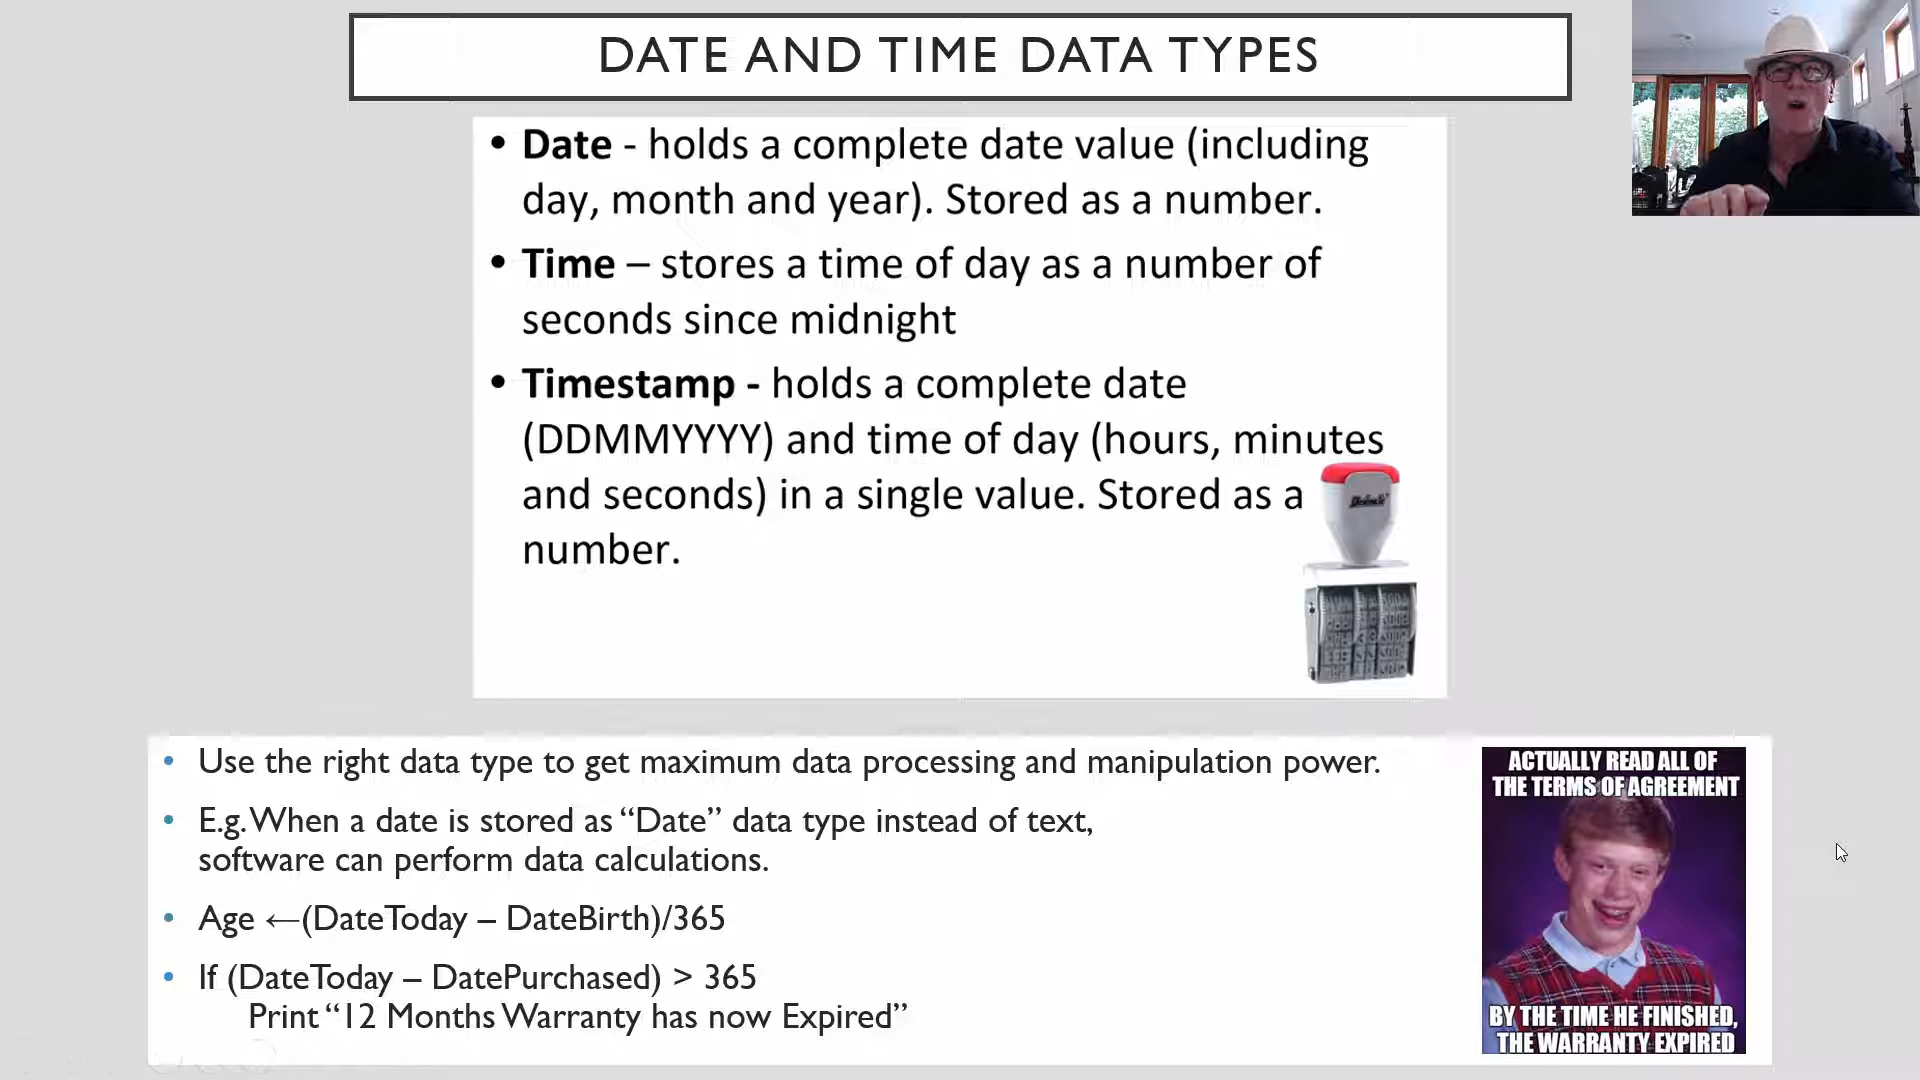 DATE AND TIME DATA TYPES
• Date - holds a complete date value (including
day, month and year). Stored as a number.
• Time – stores a time of day as a number of
seconds since midnight
• Timestamp - holds a complete date
(DDMMYYYY) and time of day (hours, minutes
and seconds) in a single value. Stored as a
number.
• Use the right data type to get maximum data processing and manipulation power.
• E.g. When a date is stored as “Date” data type instead of text,
software can perform data calculations.
• Age ←(DateToday – DateBirth)/365
• If (DateToday – DatePurchased) > 365
Print “12 Months Warranty has now Expired”
ACTUALLY READ ALL OF
THE TERMS OF AGREEMENT
BY THE TIME HE FINISHED,
THE WARRANTY EXPIRED